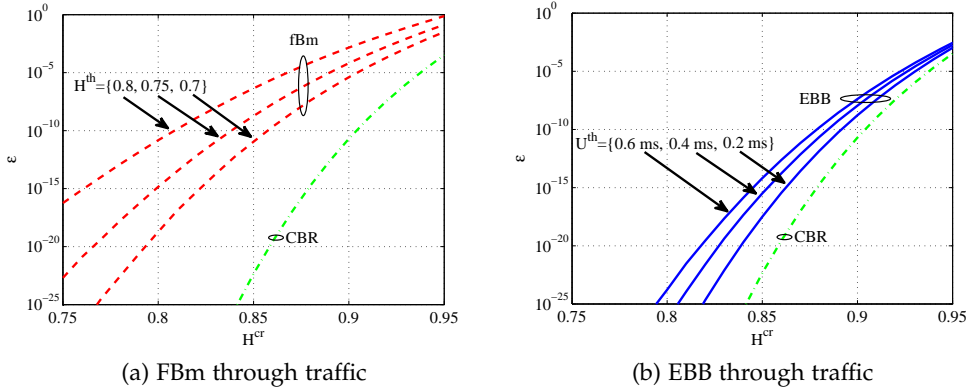 10^0
10^-5
10^-10
10^-15
10^-20
10^-25
ε
fBm
H^th={0.8, 0.75, 0.7}
CBR
0.75 0.8 0.85 0.9 0.95
H^cr
(a) FBm through traffic
10^0
10^-5
10^-10
10^-15
10^-20
10^-25
ε
EBB
U^th={0.6 ms, 0.4 ms, 0.2 ms}
CBR
0.75 0.8 0.85 0.9 0.95
H^cr
(b) EBB through traffic